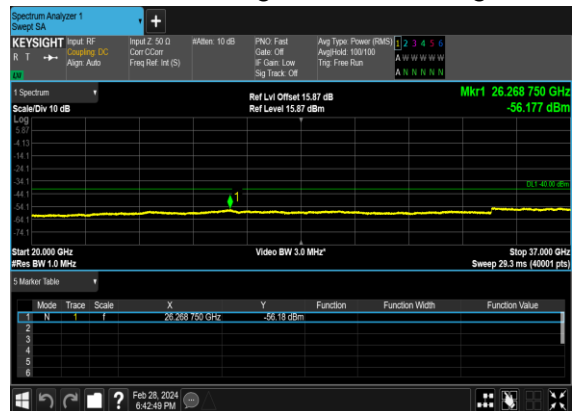 Spectrum Analyzer 1
Swept SA
+
KEYSIGHT Input: RF Input Z: 50 Ω #Atten: 10 dB PNO: Fast Avg Type: Power (RMS) 1 2 3 4 5 6
R T Coupling: DC Corr CCorr Gate: Off Avg|Hold: 100/100 A W W W W W
Align: Auto Freq Ref: Int (S) IF Gain: Low Trig: Free Run
Sig Track: Off A N N N N N
1 Spectrum Ref Lvl Offset 15.87 dB Mkr1 26.268 750 GHz
Scale/Div 10 dB Ref Level 15.87 dBm -56.177 dBm
Log
5.87
-4.13
-14.1
-24.1
-34.1
DL1 -40.00 dBm
-44.1
1
-54.1
-64.1
-74.1
Start 20.000 GHz Video BW 3.0 MHz* Stop 37.000 GHz
#Res BW 1.0 MHz Sweep 29.3 ms (40001 pts)
5 Marker Table
Mode Trace Scale X Y Function Function Width Function Value
1 N 1 f 26.268 750 GHz -56.18 dBm
2
3
4
5
6
? Feb 28, 2024
6:42:49 PM